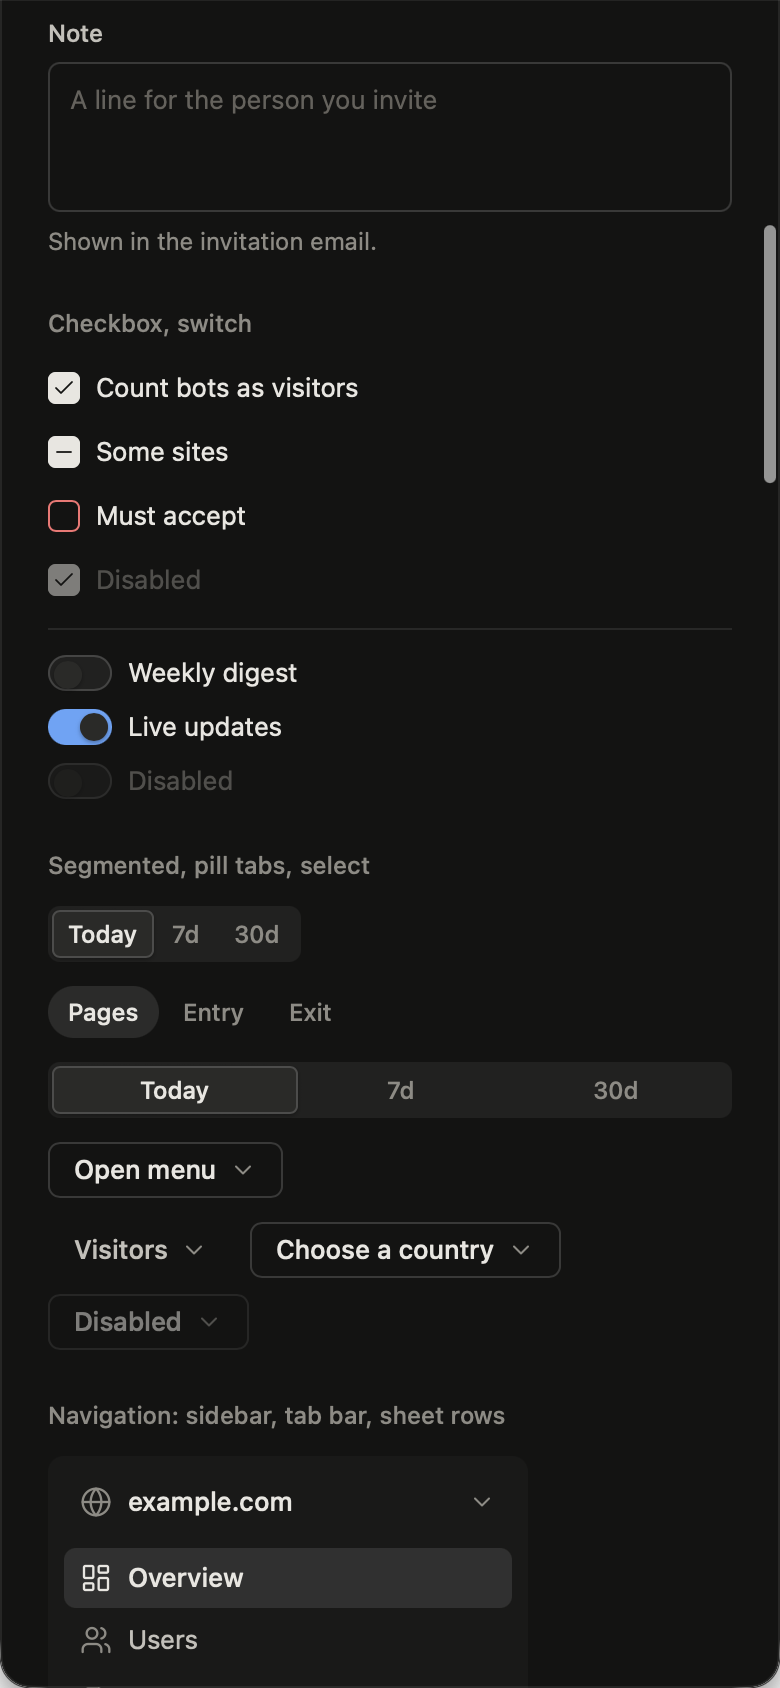 Note
A line for the person you invite
Shown in the invitation email.
Checkbox, switch
Count bots as visitors
Some sites
Must accept
Disabled
Weekly digest
Live updates
Disabled
Segmented, pill tabs, select
Today 7d 30d
Pages Entry Exit
Today 7d 30d
Open menu
Visitors Choose a country
Disabled
Navigation: sidebar, tab bar, sheet rows
example.com
Overview
Users